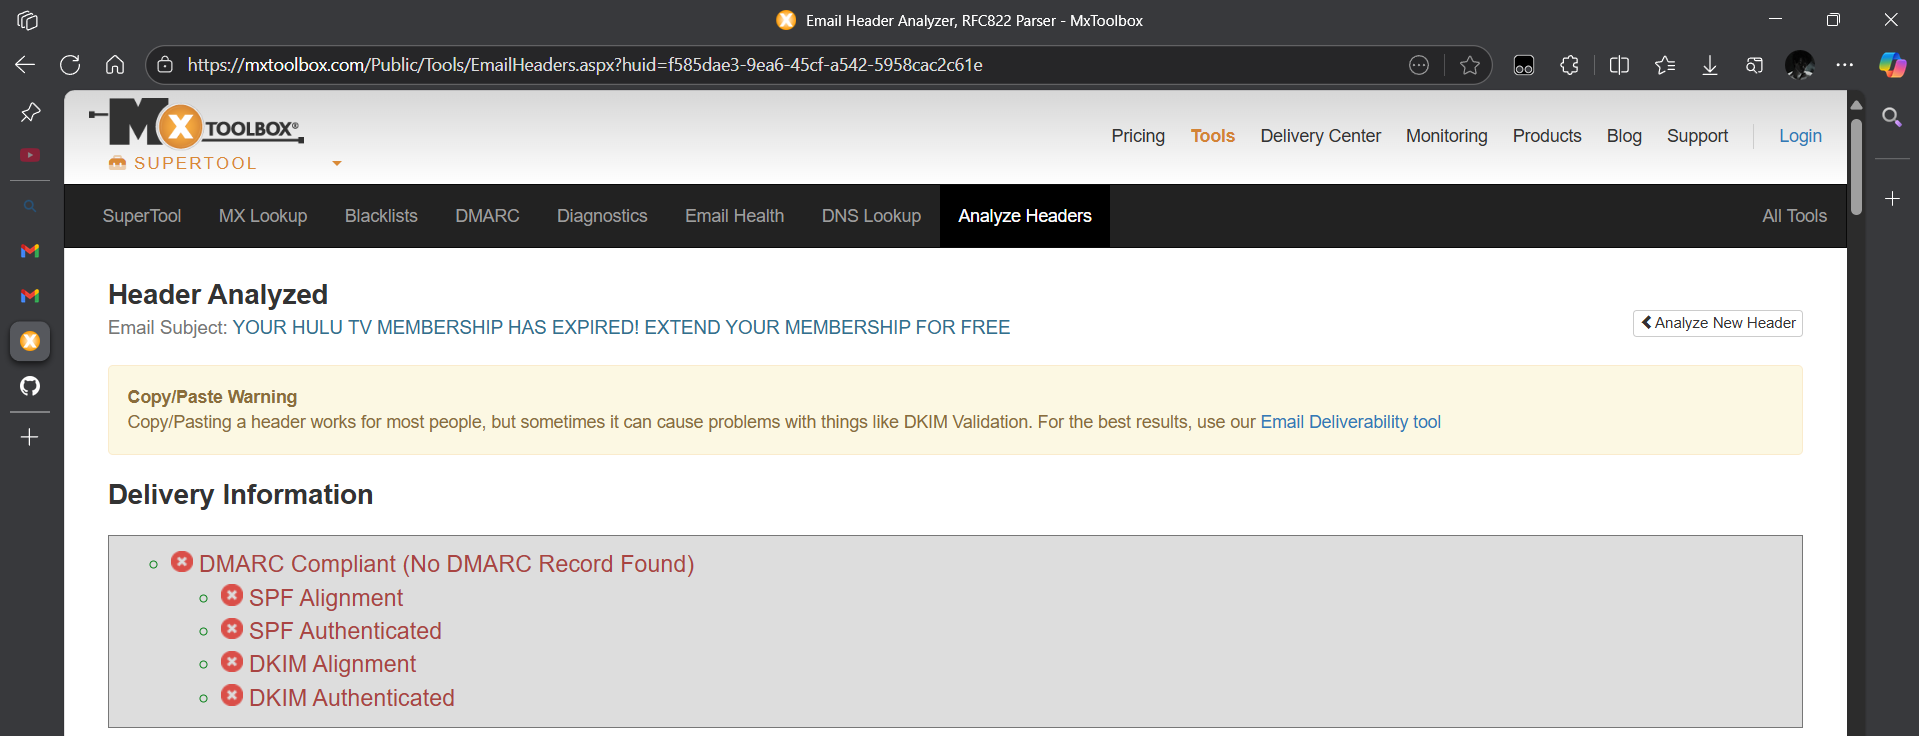 Email Header Analyzer, RFC822 Parser - MxToolbox
https://mxtoolbox.com/Public/Tools/EmailHeaders.aspx?huid=f585dae3-9ea6-45cf-a542-5958cac2c61e
MX TOOLBOX®
SUPERTOOL
Pricing Tools Delivery Center Monitoring Products Blog Support Login
SuperTool MX Lookup Blacklists DMARC Diagnostics Email Health DNS Lookup Analyze Headers All Tools
Header Analyzed
Email Subject: YOUR HULU TV MEMBERSHIP HAS EXPIRED! EXTEND YOUR MEMBERSHIP FOR FREE
Analyze New Header
Copy/Paste Warning
Copy/Pasting a header works for most people, but sometimes it can cause problems with things like DKIM Validation. For the best results, use our Email Deliverability tool
Delivery Information
DMARC Compliant (No DMARC Record Found)
SPF Alignment
SPF Authenticated
DKIM Alignment
DKIM Authenticated